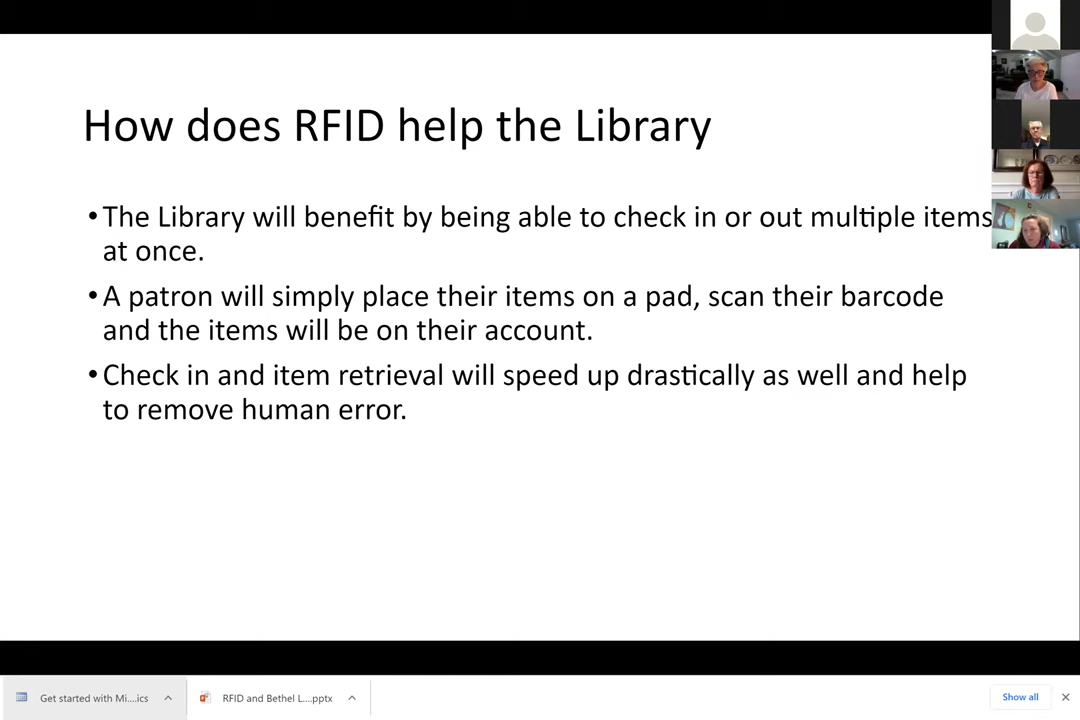 How does RFID help the Library
•The Library will benefit by being able to check in or out multiple items
at once.
•A patron will simply place their items on a pad, scan their barcode
and the items will be on their account.
•Check in and item retrieval will speed up drastically as well and help
to remove human error.
Get started with Mi....ics
RFID and Bethel L....pptx
Show all